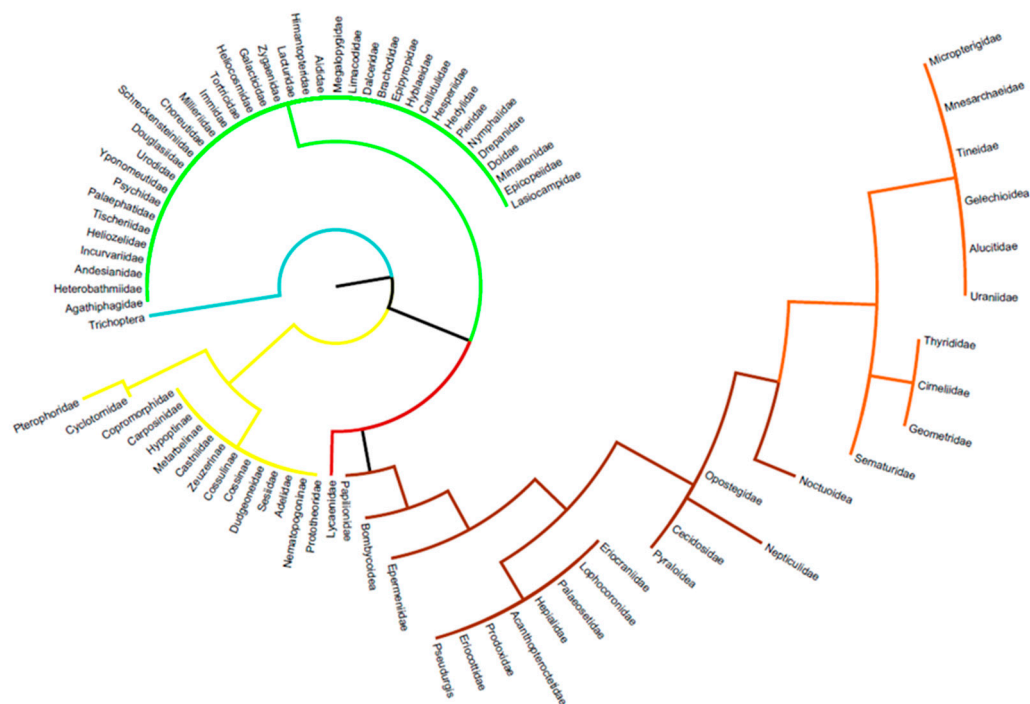 Trichoptera
Agathiphagidae
Heterobathmiidae
Andesianidae
Incurvariidae
Heliozelidae
Tischeriidae
Palaephatidae
Psychidae
Yponomeutidae
Urodidae
Douglasiidae
Schreckensteiniidae
Choreutidae
Millieriidae
Immidae
Tortricidae
Heliocosmidae
Galacticidae
Zygaenidae
Lacturidae
Himantopteridae
Aididae
Megalopygidae
Limacodidae
Dalceridae
Brachodidae
Epipyropidae
Hyblaeidae
Callidulidae
Hesperiidae
Hedylidae
Pieridae
Nymphalidae
Drepanidae
Doidae
Mimallonidae
Epicopeiidae
Lasiocampidae
Micropterigidae
Mnesarchaeidae
Tineidae
Gelechioidea
Alucitidae
Uraniidae
Thyrididae
Cimeliidae
Geometridae
Sematuridae
Noctuoidea
Opostegidae
Nepticulidae
Cecidosidae
Pyraloidea
Eriocraniidae
Lophocoronidae
Palaeosetidae
Hepialidae
Acanthopteroctetidae
Prodoxidae
Eriocottidae
Pseudurgis
Epermeniidae
Bombycoidea
Papilionidae
Lycaenidae
Prototheoridae
Nematopogoninae
Adelidae
Sesiidae
Dudgeoneidae
Cossinae
Cossulinae
Zeuzerinae
Castniidae
Metarbelinae
Hypoptinae
Carposinidae
Copromorphidae
Cyclotornidae
Pterophoridae